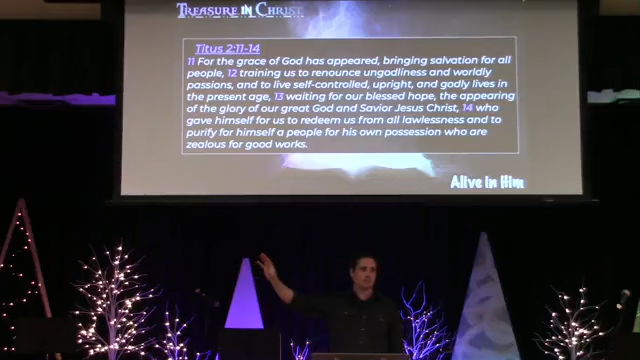 TREASURE IN CHRIST
Titus 2:11-14
11 For the grace of God has appeared, bringing salvation for all
people, 12 training us to renounce ungodliness and worldly
passions, and to live self-controlled, upright, and godly lives in
the present age, 13 waiting for our blessed hope, the appearing
of the glory of our great God and Savior Jesus Christ, 14 who
gave himself for us to redeem us from all lawlessness and to
purify for himself a people for his own possession who are
zealous for good works.
Alive in Him